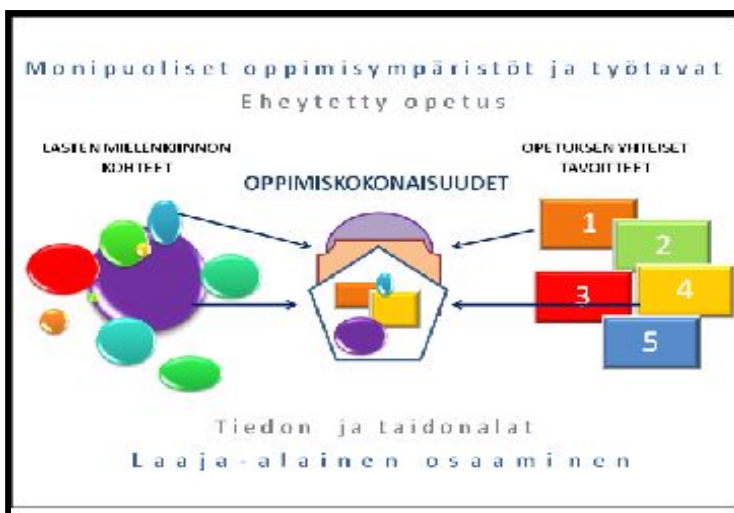 Monipuoliset oppimisympäristöt ja työtavat
Eheytetty opetus
LASTEN MIELENKIINNON
KOHTEET
OPETUKSEN YHTEISET
TAVOITTEET
OPPIMISKOKONAISUUDET
1
2
3
4
5
Tiedon ja taidonalat
Laaja-alainen osaaminen